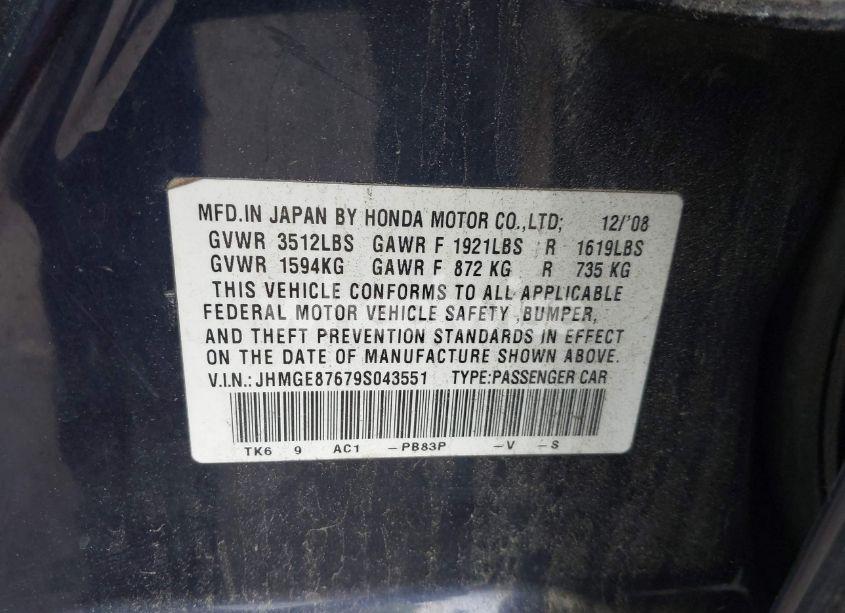 MFD.IN JAPAN BY HONDA MOTOR CO.,LTD; 12/'08
GVWR 3512LBS GAWR F 1921LBS R 1619LBS
GVWR 1594KG GAWR F 872 KG R 735 KG
THIS VEHICLE CONFORMS TO ALL APPLICABLE
FEDERAL MOTOR VEHICLE SAFETY ,BUMPER,
AND THEFT PREVENTION STANDARDS IN EFFECT
ON THE DATE OF MANUFACTURE SHOWN ABOVE.
V.I.N.: JHMGE87679S043551 TYPE:PASSENGER CAR
TK6 9 AC1 -PB83P -V -S